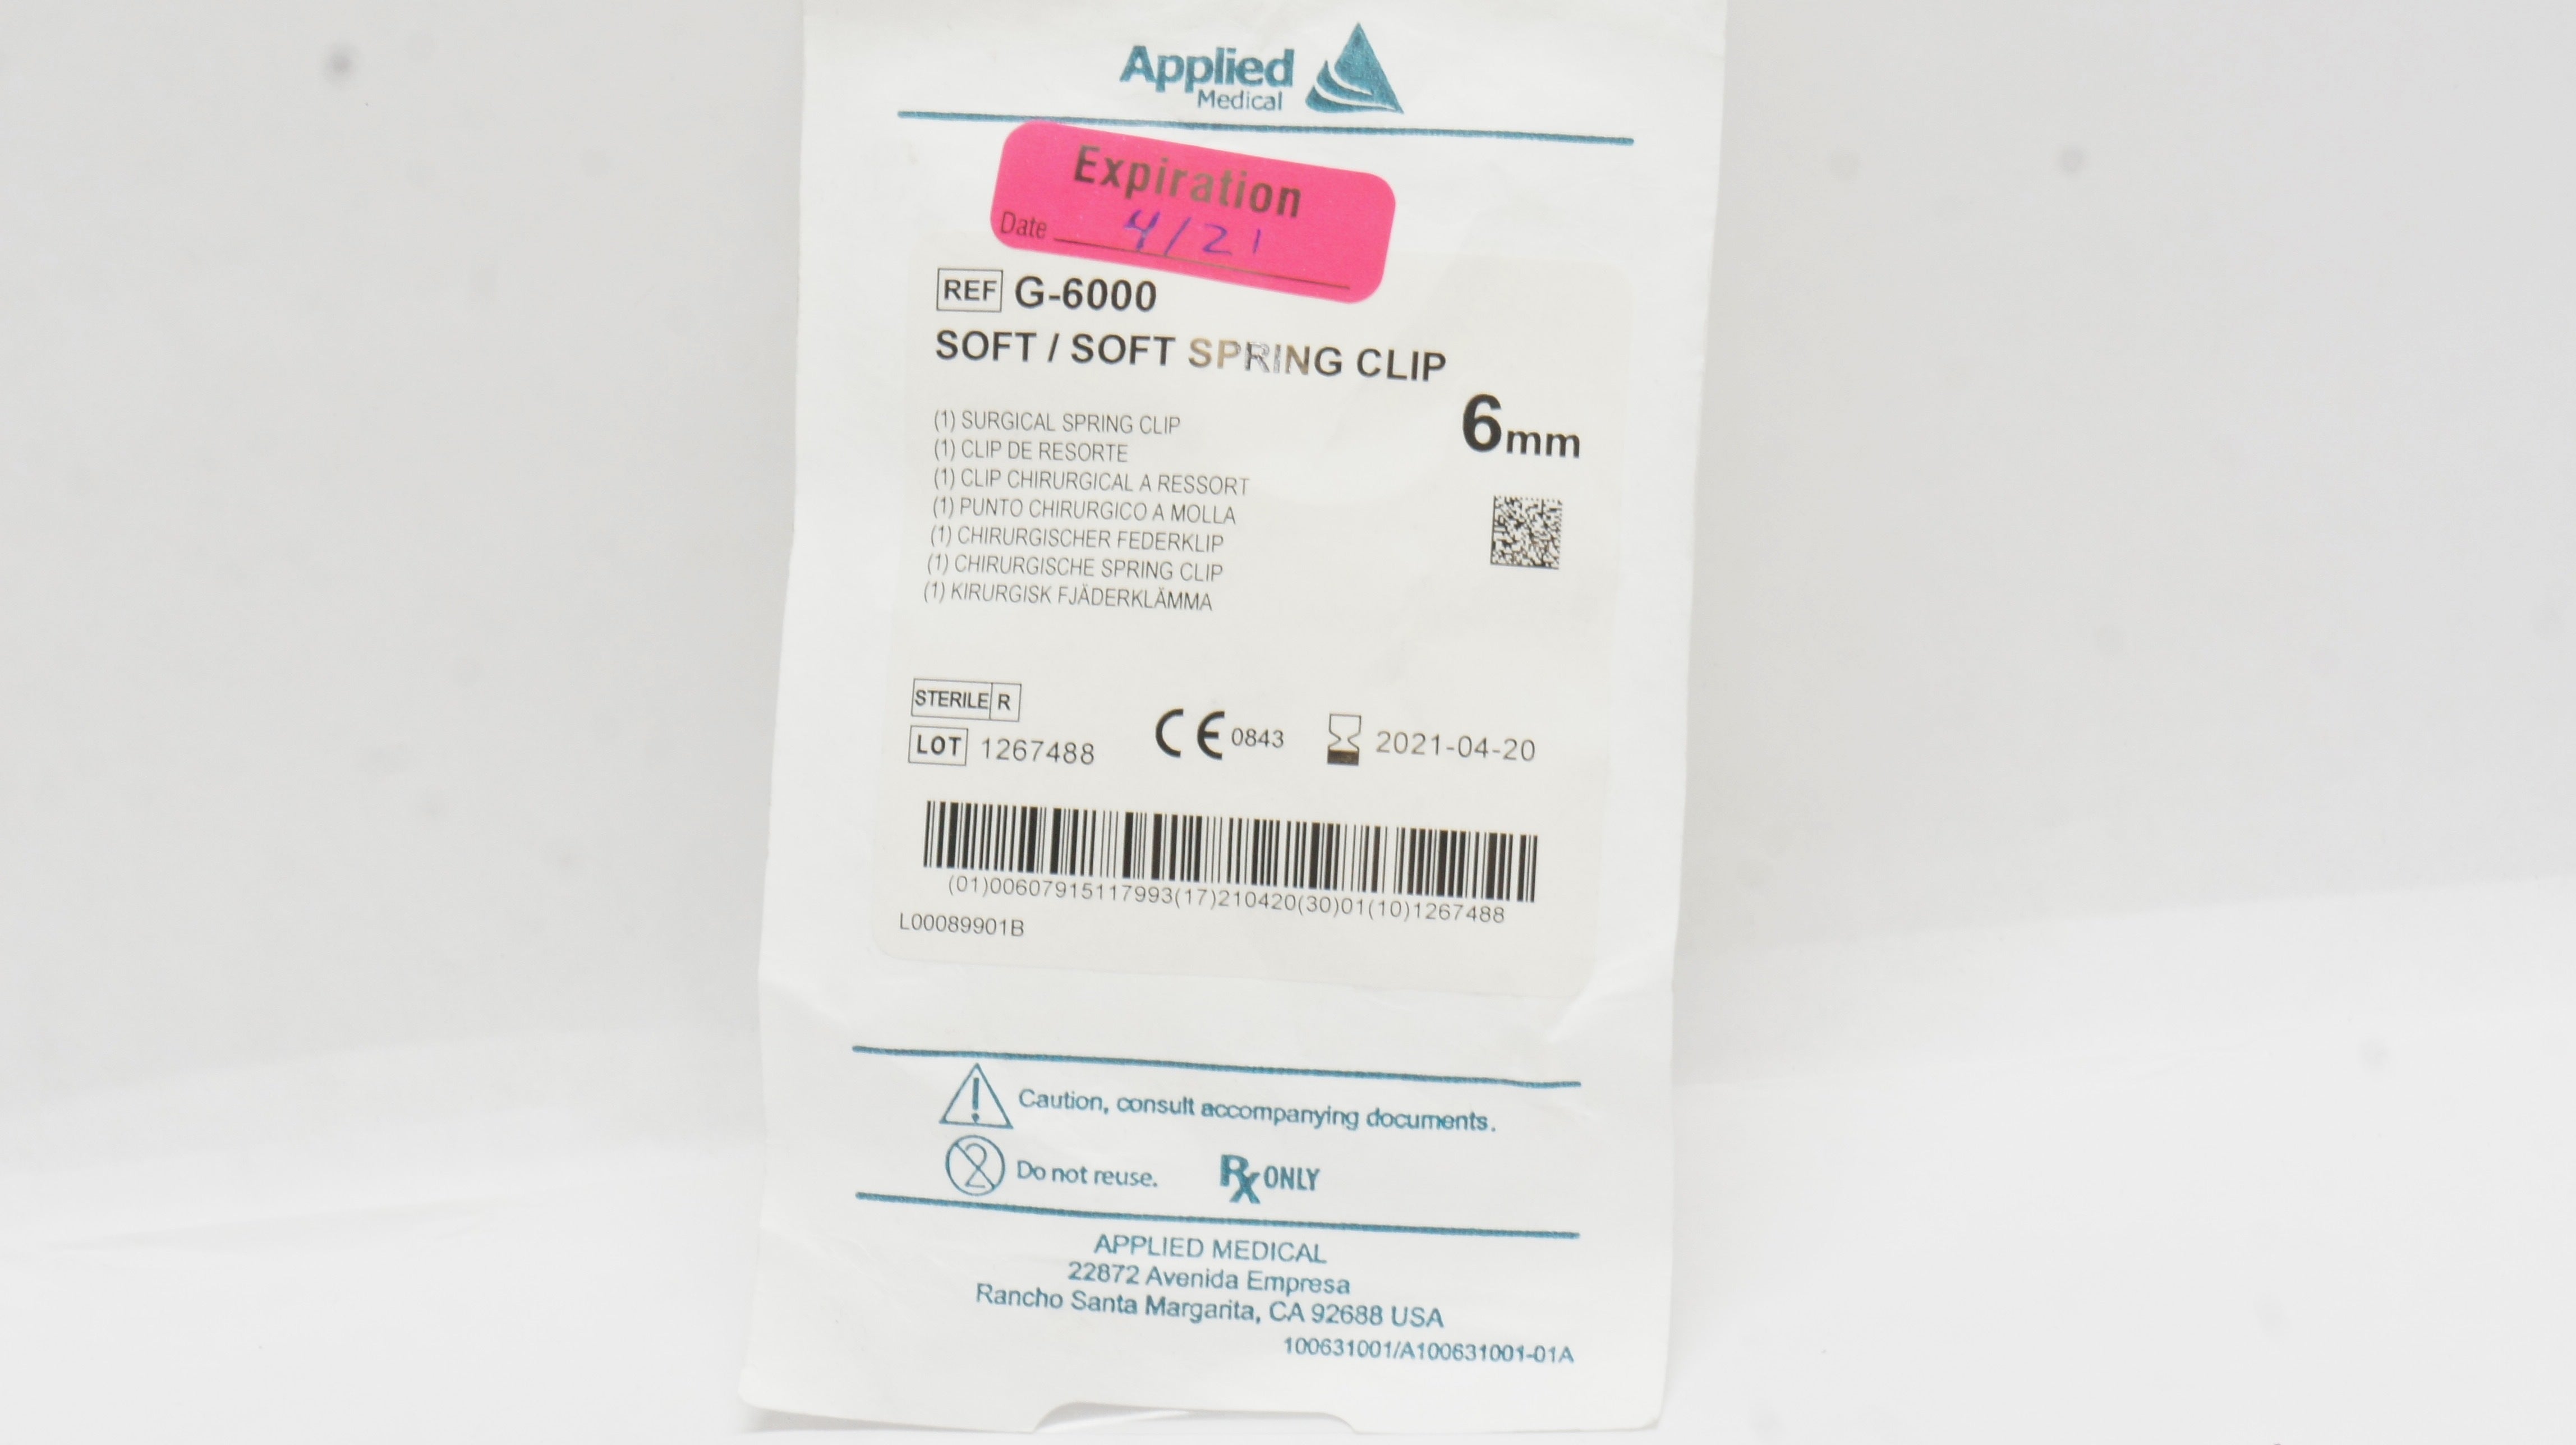 Applied
Medical
Expiration
Date 4/21
REF G-6000
SOFT / SOFT SPRING CLIP
6mm
(1) SURGICAL SPRING CLIP
(1) CLIP DE RESORTE
(1) CLIP CHIRURGICAL A RESSORT
(1) PUNTO CHIRURGICO A MOLLA
(1) CHIRURGISCHER FEDERKLIP
(1) CHIRURGISCHE SPRING CLIP
(1) KIRURGISK FJÄDERKLÄMMA
STERILE R
LOT 1267488
CE 0843
2021-04-20
(01)00607915117993(17)210420(30)01(10)1267488
L00089901B
Caution, consult accompanying documents.
2 Do not reuse.
Rx ONLY
APPLIED MEDICAL
22872 Avenida Empresa
Rancho Santa Margarita, CA 92688 USA
100631001/A100631001-01A